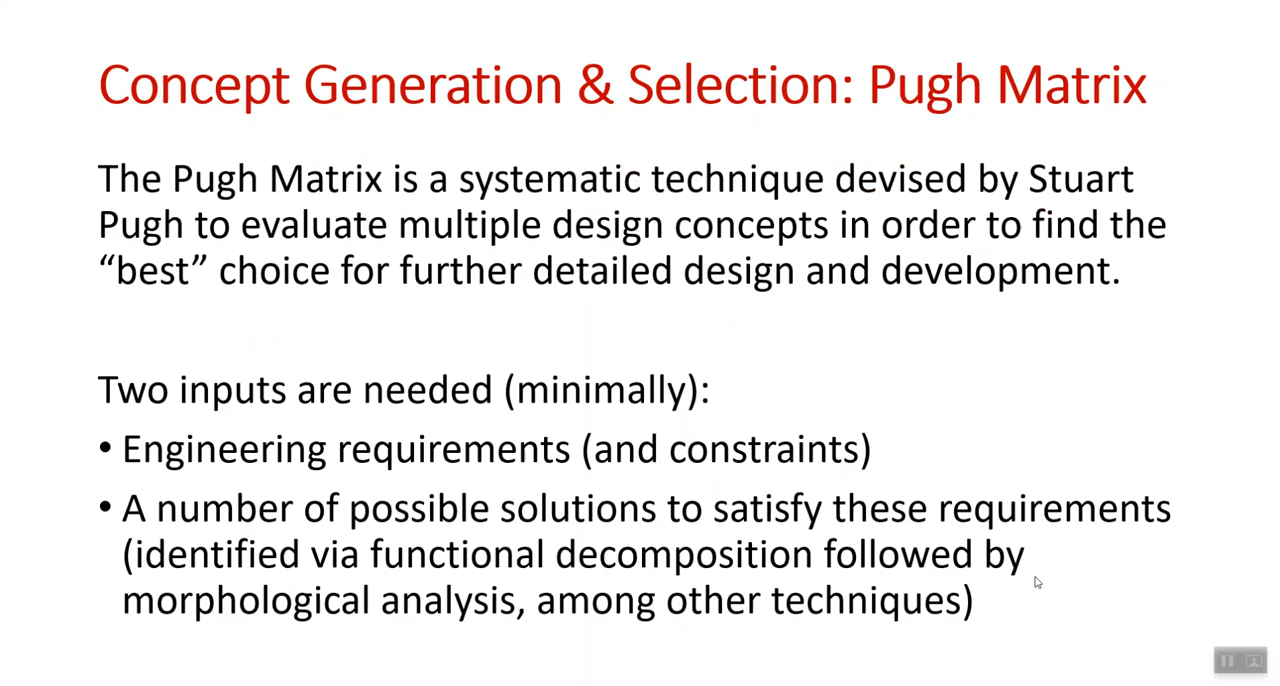 Concept Generation & Selection: Pugh Matrix
The Pugh Matrix is a systematic technique devised by Stuart
Pugh to evaluate multiple design concepts in order to find the
“best” choice for further detailed design and development.
Two inputs are needed (minimally):
• Engineering requirements (and constraints)
• A number of possible solutions to satisfy these requirements
(identified via functional decomposition followed by
morphological analysis, among other techniques)